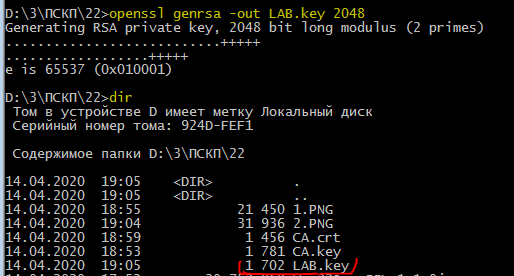 D:\3\ПСКП\22>openssl genrsa -out LAB.key 2048
Generating RSA private key, 2048 bit long modulus (2 primes)
...........................+++++
..................+++++
e is 65537 (0x010001)
D:\3\ПСКП\22>dir
Том в устройстве D имеет метку Локальный диск
Серийный номер тома: 924D-FEF1
Содержимое папки D:\3\ПСКП\22
14.04.2020 19:05 <DIR> .
14.04.2020 19:05 <DIR> ..
14.04.2020 18:55 21 450 1.PNG
14.04.2020 19:04 31 936 2.PNG
14.04.2020 18:59 1 456 CA.crt
14.04.2020 18:53 1 781 CA.key
14.04.2020 19:05 1 702 LAB.key